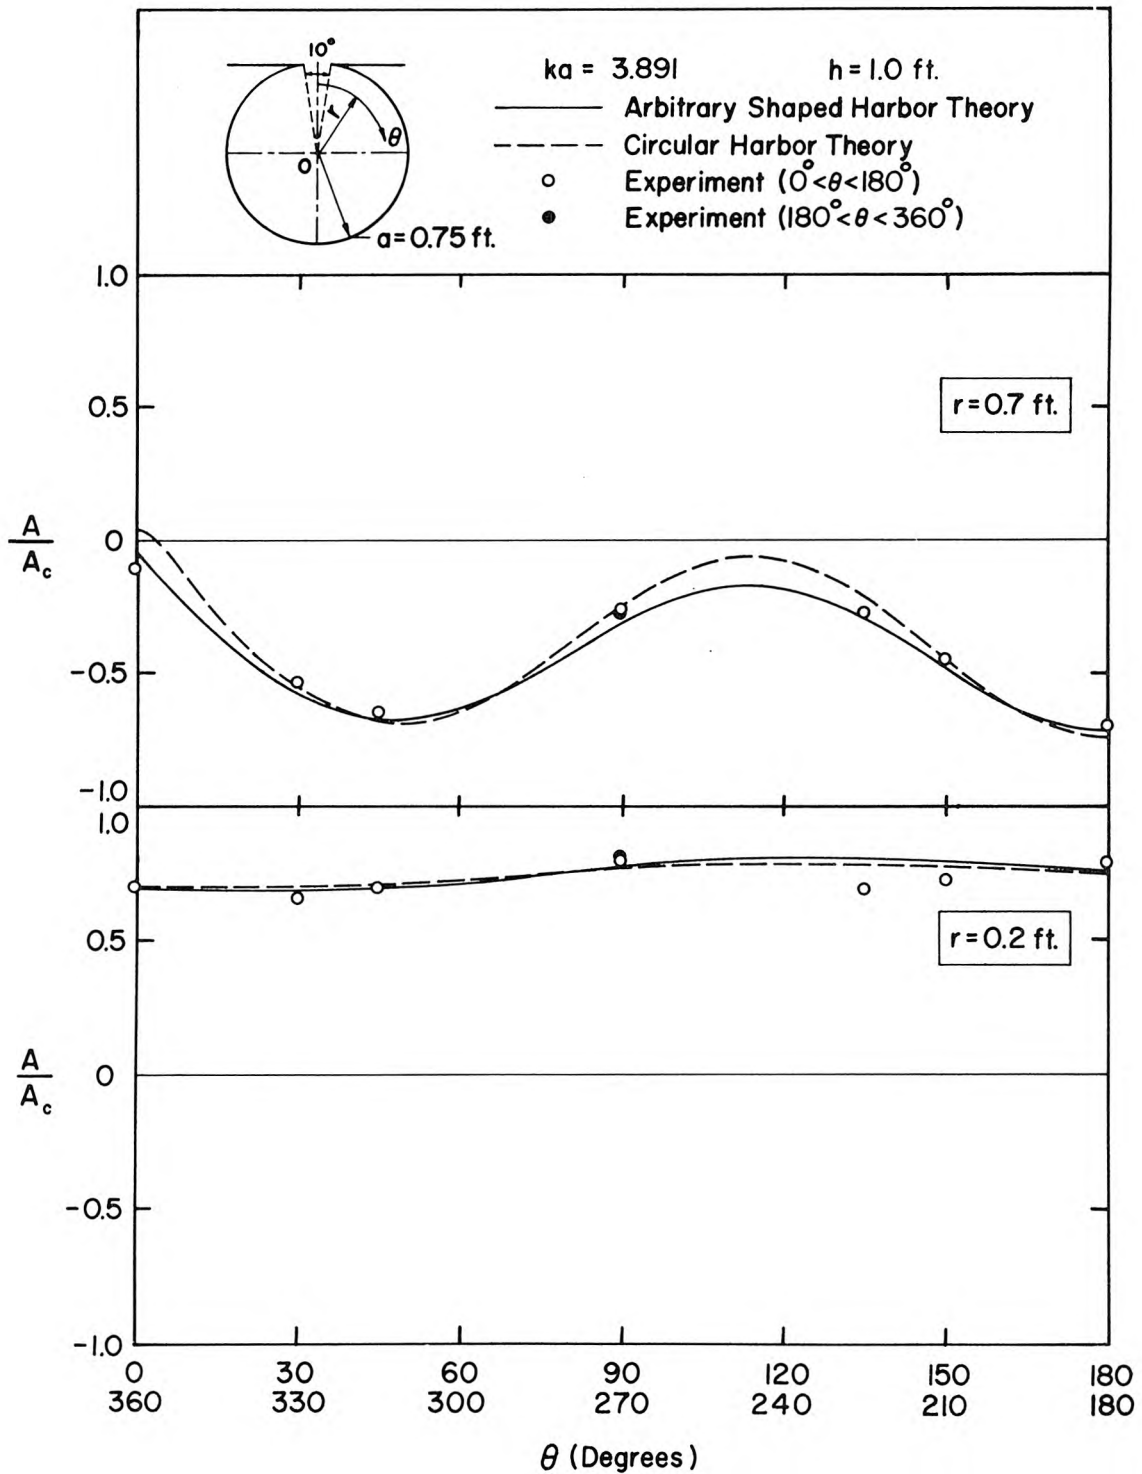 10°
r
θ
O
a=0.75 ft.
ka = 3.891 h=1.0 ft.
Arbitrary Shaped Harbor Theory
Circular Harbor Theory
Experiment (0°<θ<180°)
Experiment (180°<θ<360°)
1.0
0.5
r=0.7 ft.
A
Ac
0
-0.5
-1.0
1.0
0.5
r=0.2 ft.
A
Ac
0
-0.5
-1.0
0 30 60 90 120 150 180
360 330 300 270 240 210 180
θ (Degrees)